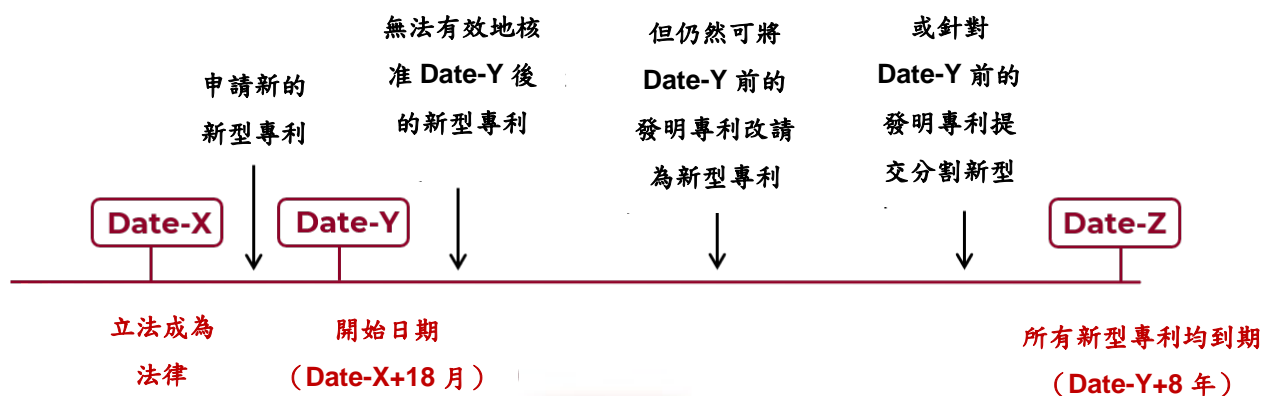 申請新的
新型專利
無法有效地核
准 Date-Y 後
的新型專利
但仍然可將
Date-Y 前的
發明專利改請
為新型專利
或針對
Date-Y 前的
發明專利提
交分割新型
Date-X
Date-Y
Date-Z
立法成為
法律
開始日期
（Date-X+18 月）
所有新型專利均到期
（Date-Y+8 年）